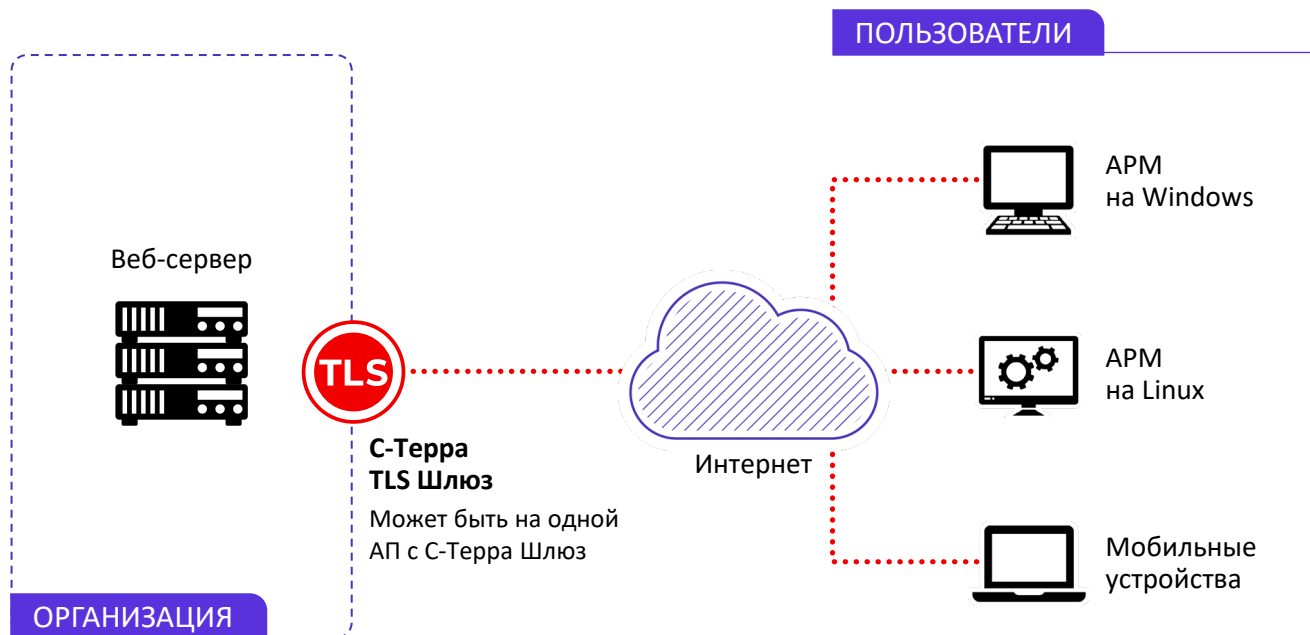 ПОЛЬЗОВАТЕЛИ
АРМ
на Windows
Веб-сервер
TLS
АРМ
на Linux
С-Терра
TLS Шлюз
Может быть на одной
АП с С-Терра Шлюз
Интернет
Мобильные
устройства
ОРГАНИЗАЦИЯ